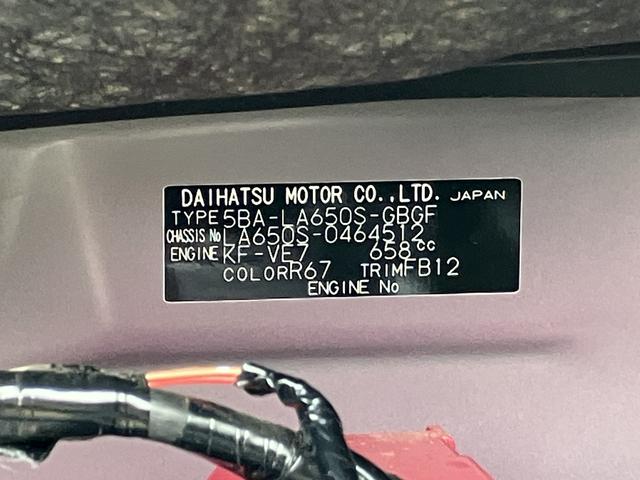 DAIHATSU MOTOR CO.,LTD. JAPAN
TYPE 5BA-LA650S-GBGF
CHASSIS No LA650S-0464512
ENGINE KF-VE7 658cc
COLOR R67 TRIM FB12
ENGINE No